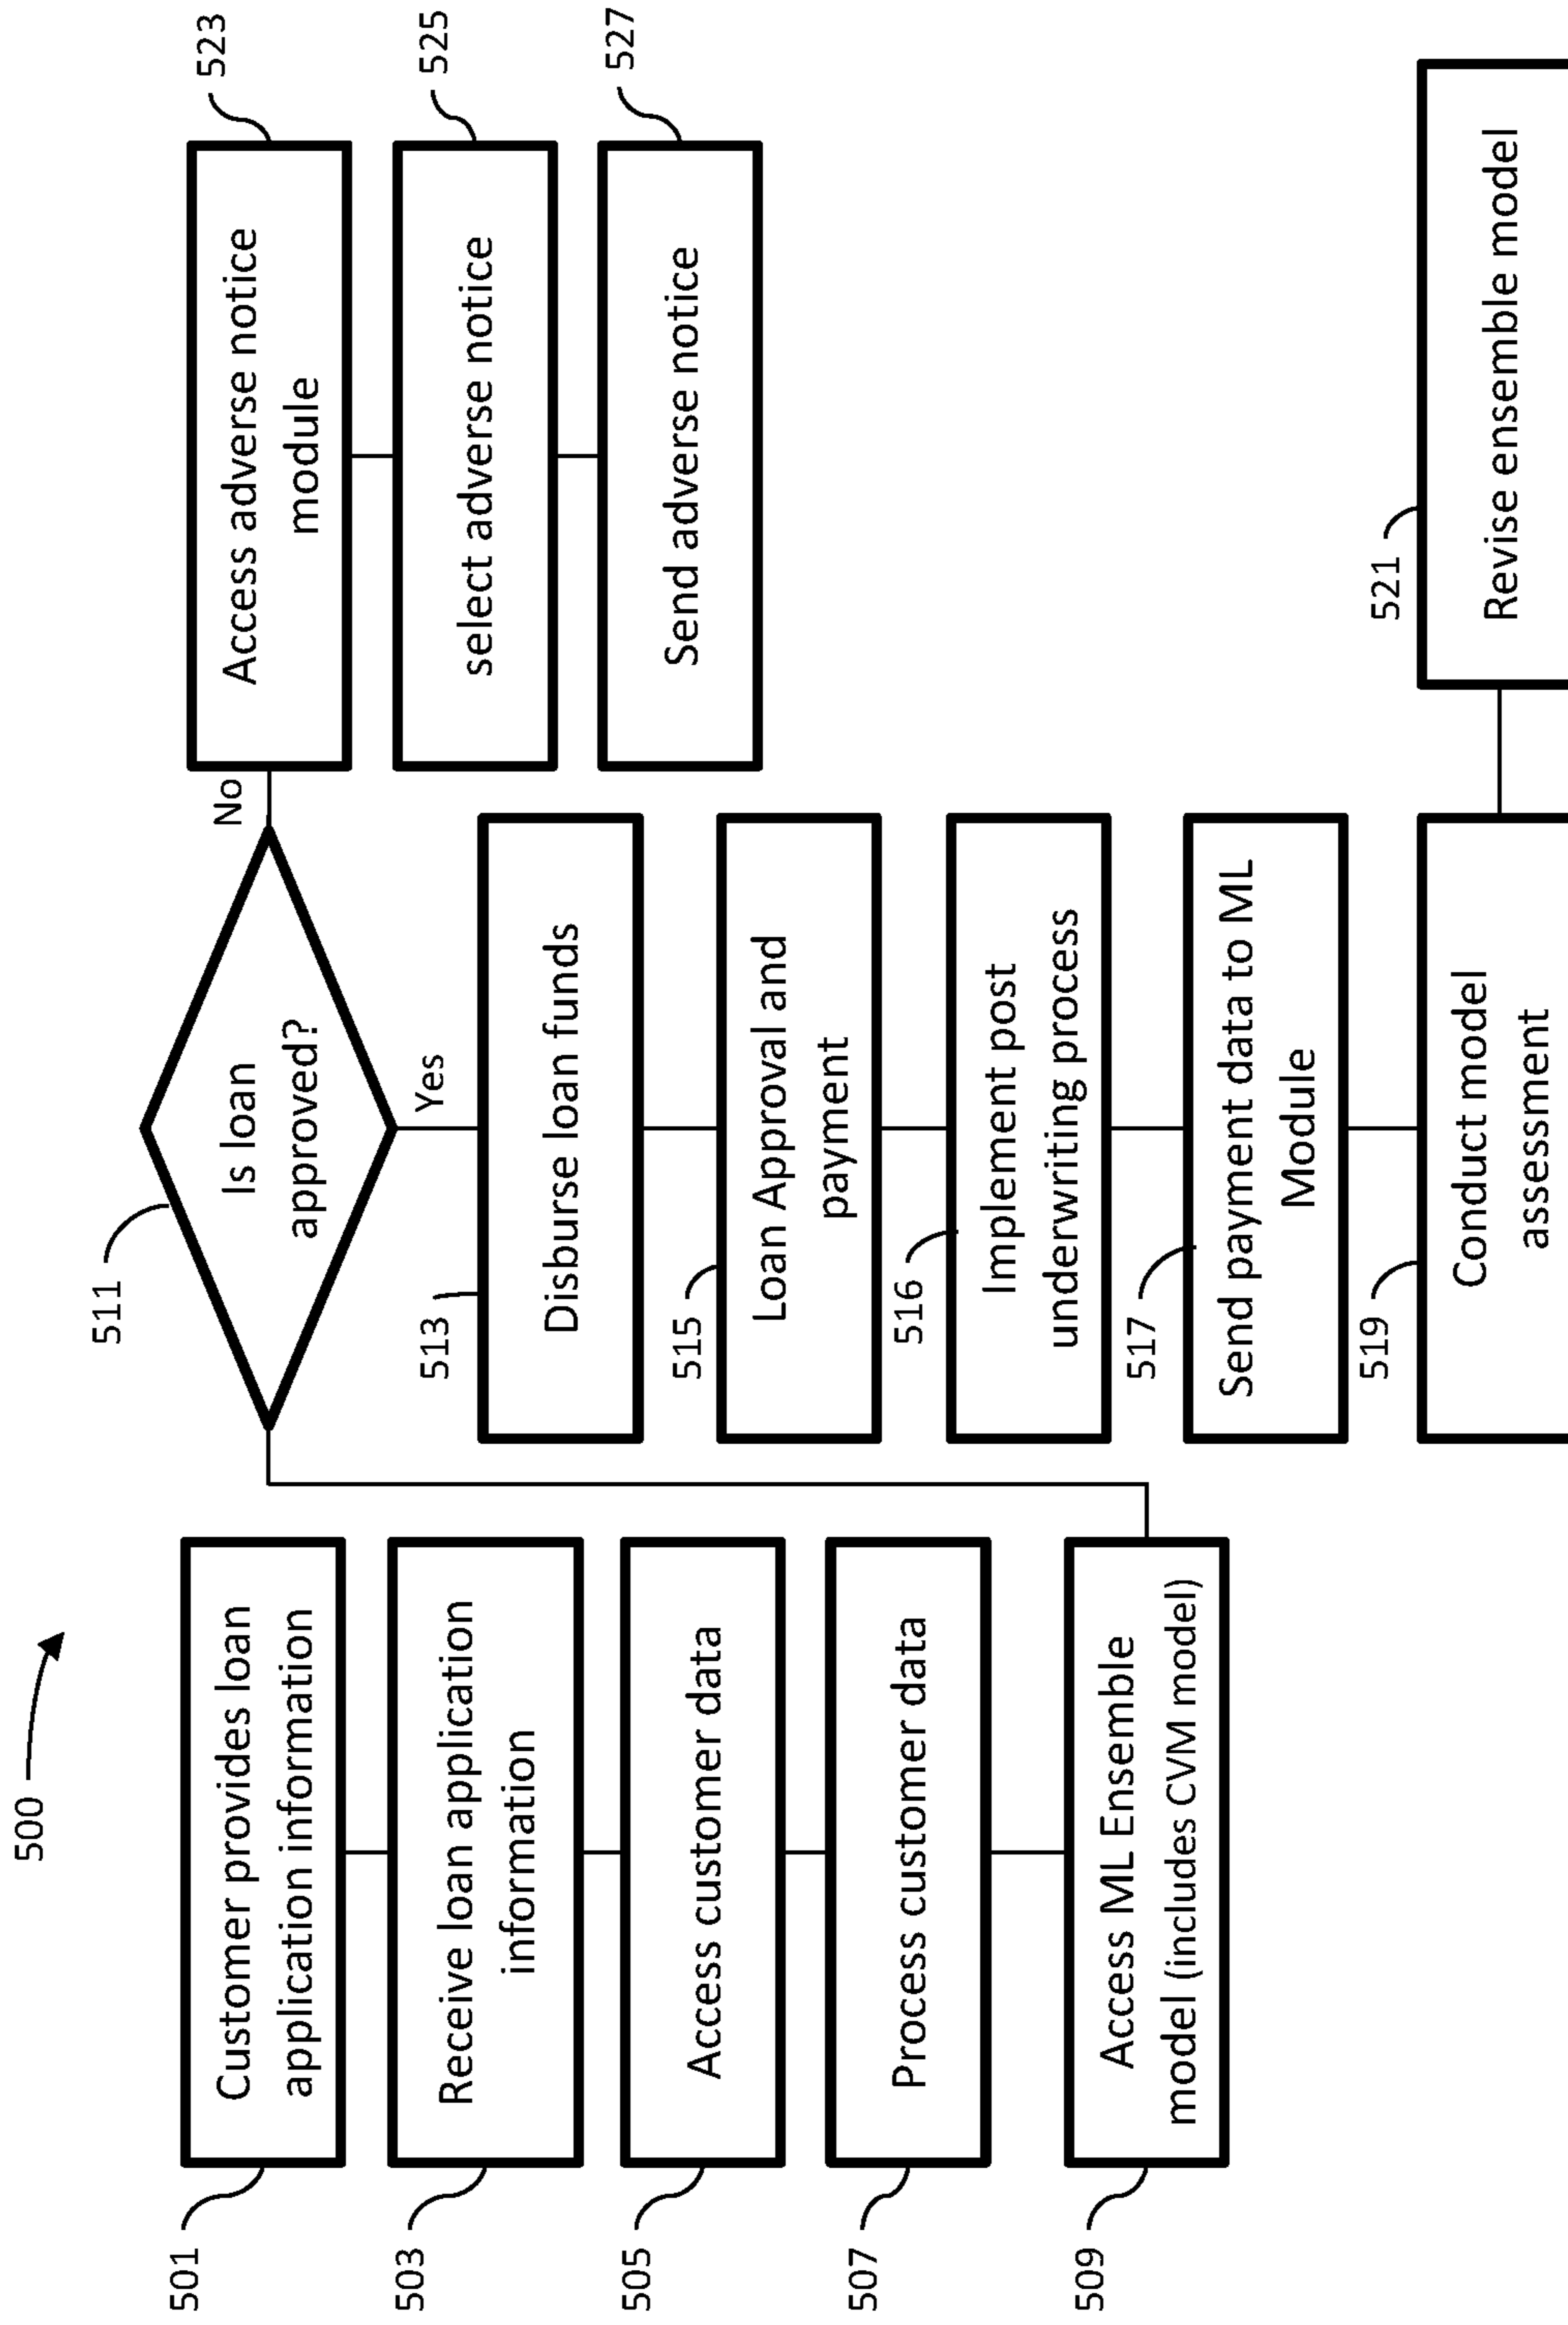 500
501
Customer provides loan
application information
503
Receive loan application
information
505
Access customer data
507
Process customer data
509
Access ML Ensemble
model (includes CVM model)
511
Is loan
approved?
Yes
No
513
Disburse loan funds
515
Loan Approval and
payment
516
Implement post
underwriting process
517
Send payment data to ML
Module
519
Conduct model
assessment
521
Revise ensemble model
523
Access adverse notice
module
525
select adverse notice
527
Send adverse notice